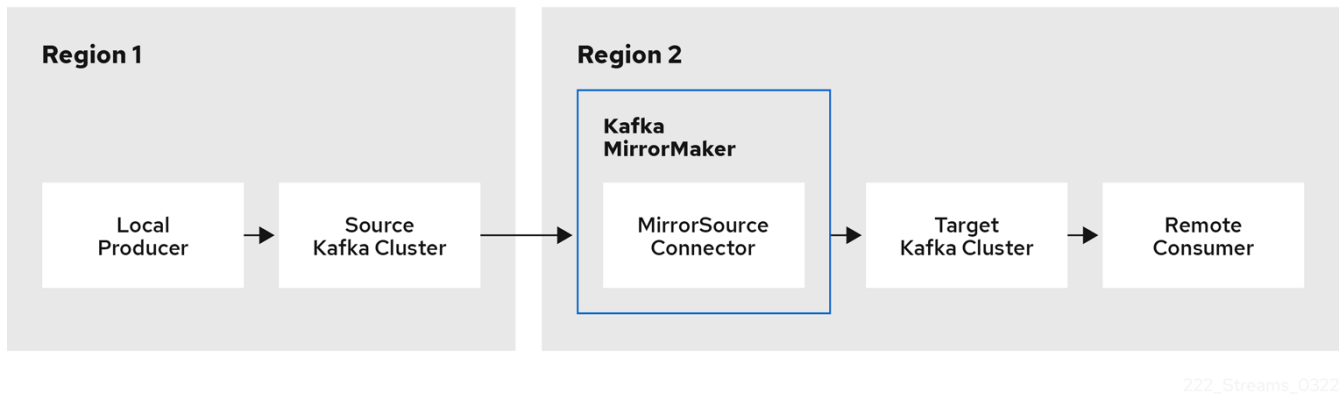 Region 1
Region 2
Kafka
MirrorMaker
Local
Producer
Source
Kafka Cluster
MirrorSource
Connector
Target
Kafka Cluster
Remote
Consumer
222_Streams_0322